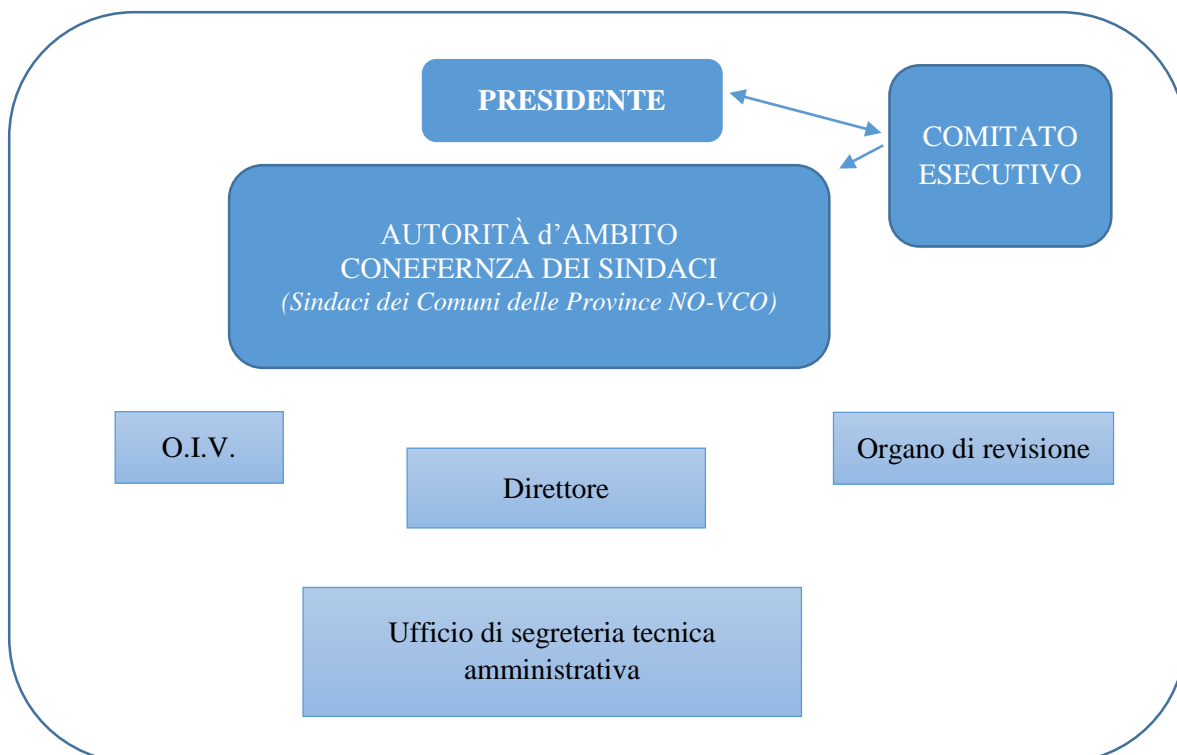 PRESIDENTE
COMITATO
ESECUTIVO
AUTORITÀ d’AMBITO
CONEFERNZA DEI SINDACI
(Sindaci dei Comuni delle Province NO-VCO)
O.I.V.
Direttore
Organo di revisione
Ufficio di segreteria tecnica
amministrativa